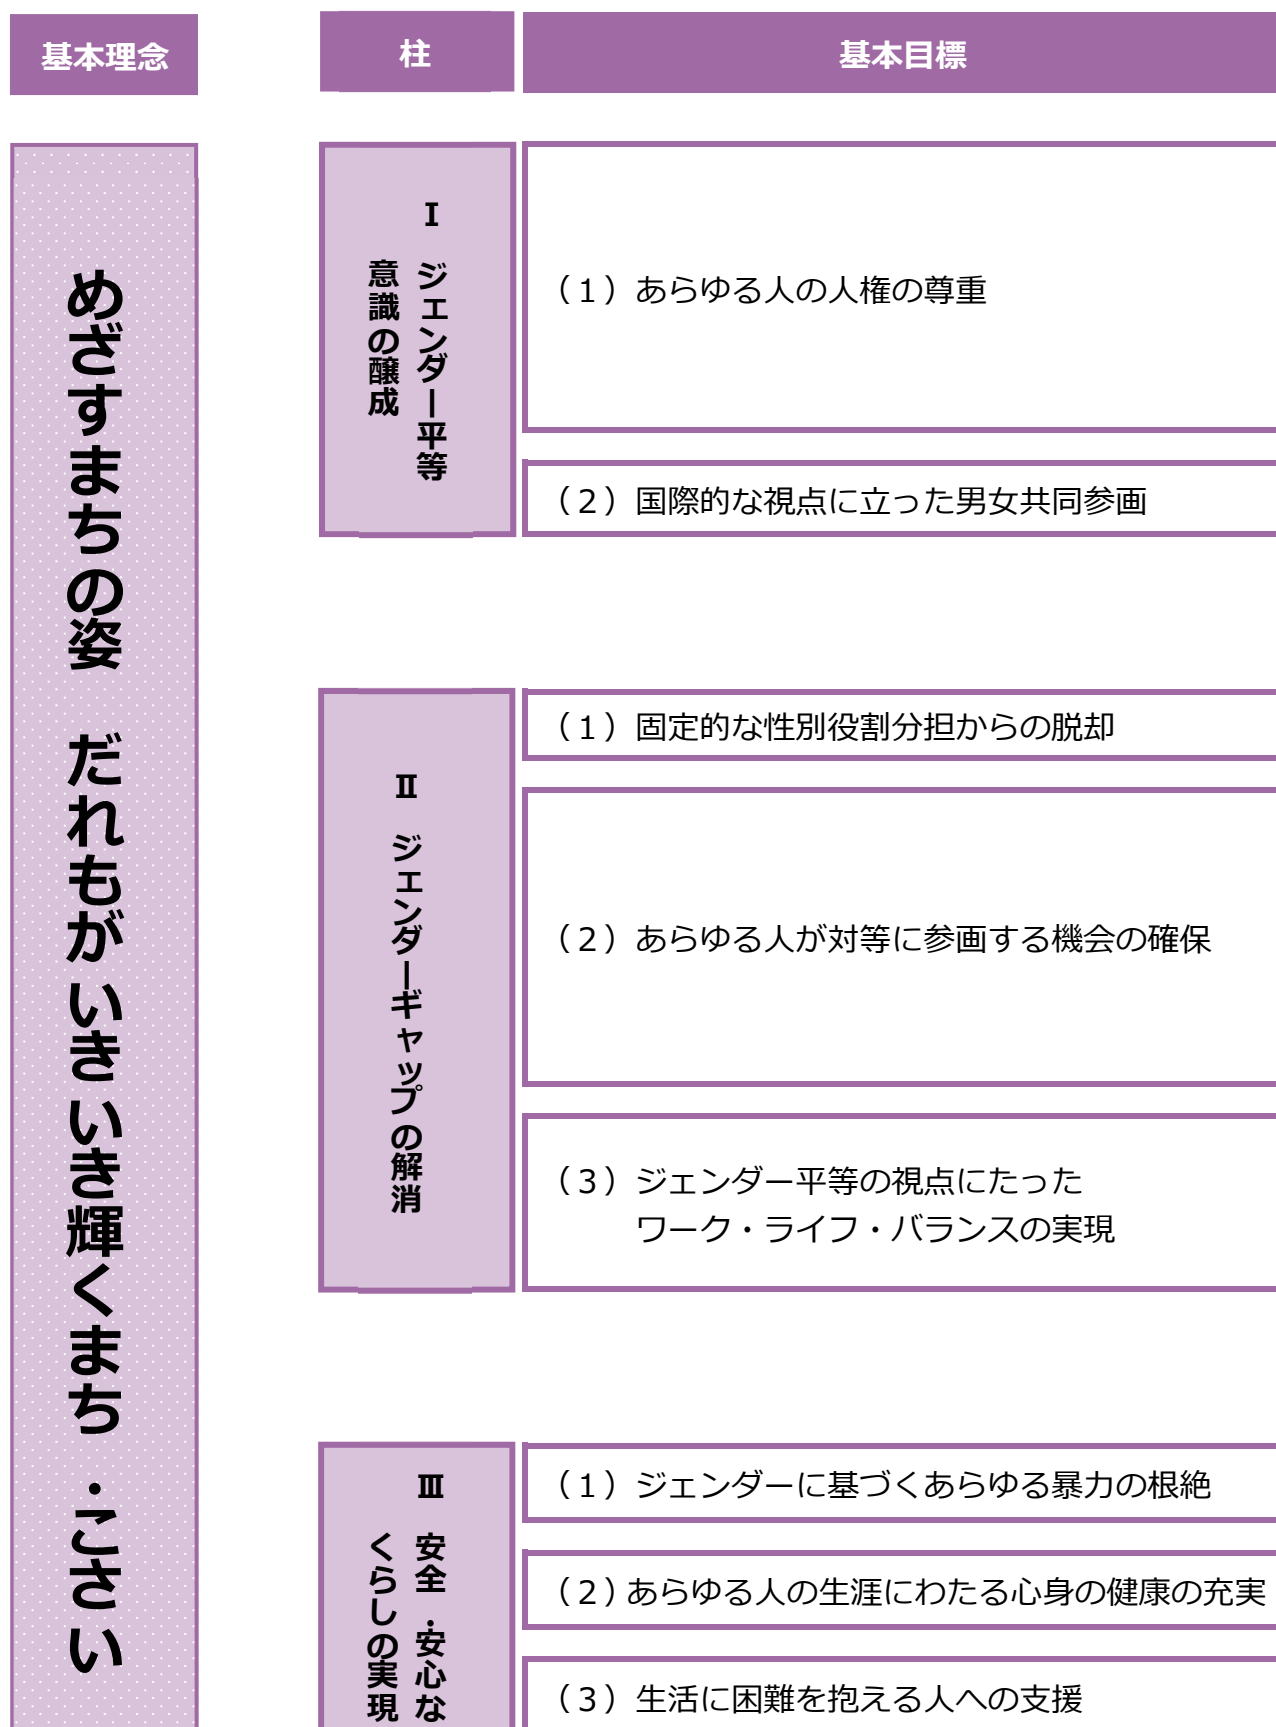 基本理念
柱
基本目標
めざすまちの姿　だれもがいきいき輝くまち・こさい
Ⅰ　ジェンダー平等
意識の醸成
（１）あらゆる人の人権の尊重
（２）国際的な視点に立った男女共同参画
Ⅱ　ジェンダーギャップの解消
（１）固定的な性別役割分担からの脱却
（２）あらゆる人が対等に参画する機会の確保
（３）ジェンダー平等の視点にたった
ワーク・ライフ・バランスの実現
Ⅲ　安全・安心な
くらしの実現
（１）ジェンダーに基づくあらゆる暴力の根絶
（２）あらゆる人の生涯にわたる心身の健康の充実
（３）生活に困難を抱える人への支援